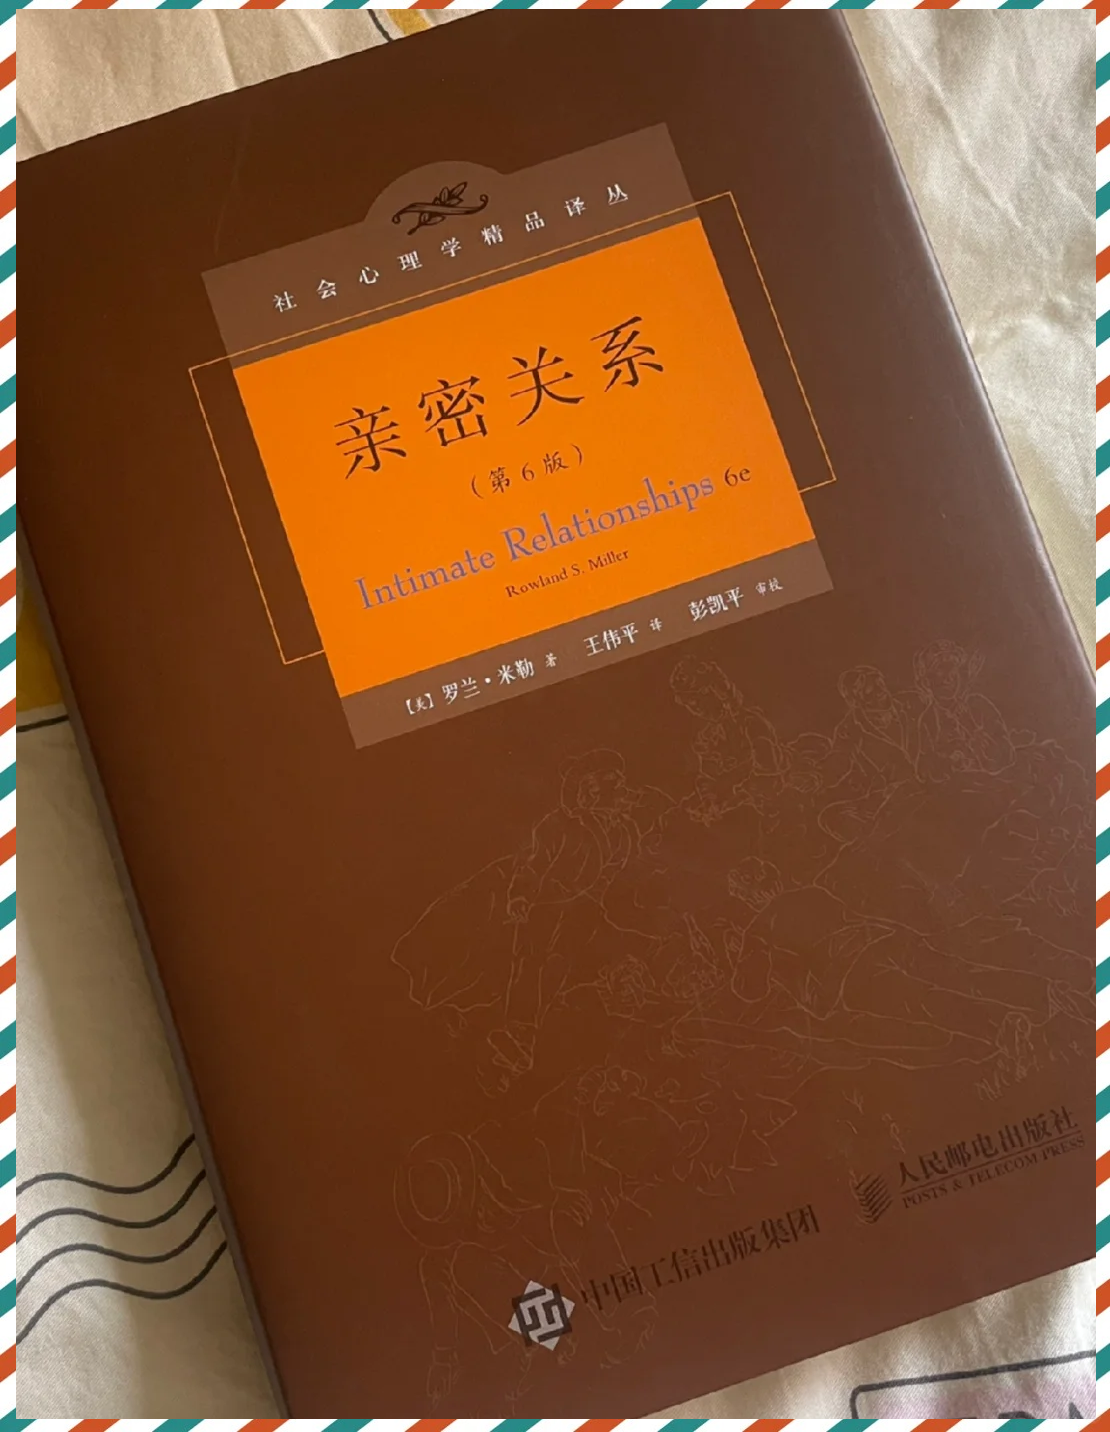 社会心理学精品译丛
亲密关系
（第6版）
Intimate Relationships 6e
Rowland S. Miller
【美】罗兰·米勒 著 王伟平 译 彭凯平 审校
人民邮电出版社
POSTS & TELECOM PRESS
中国工信出版集团